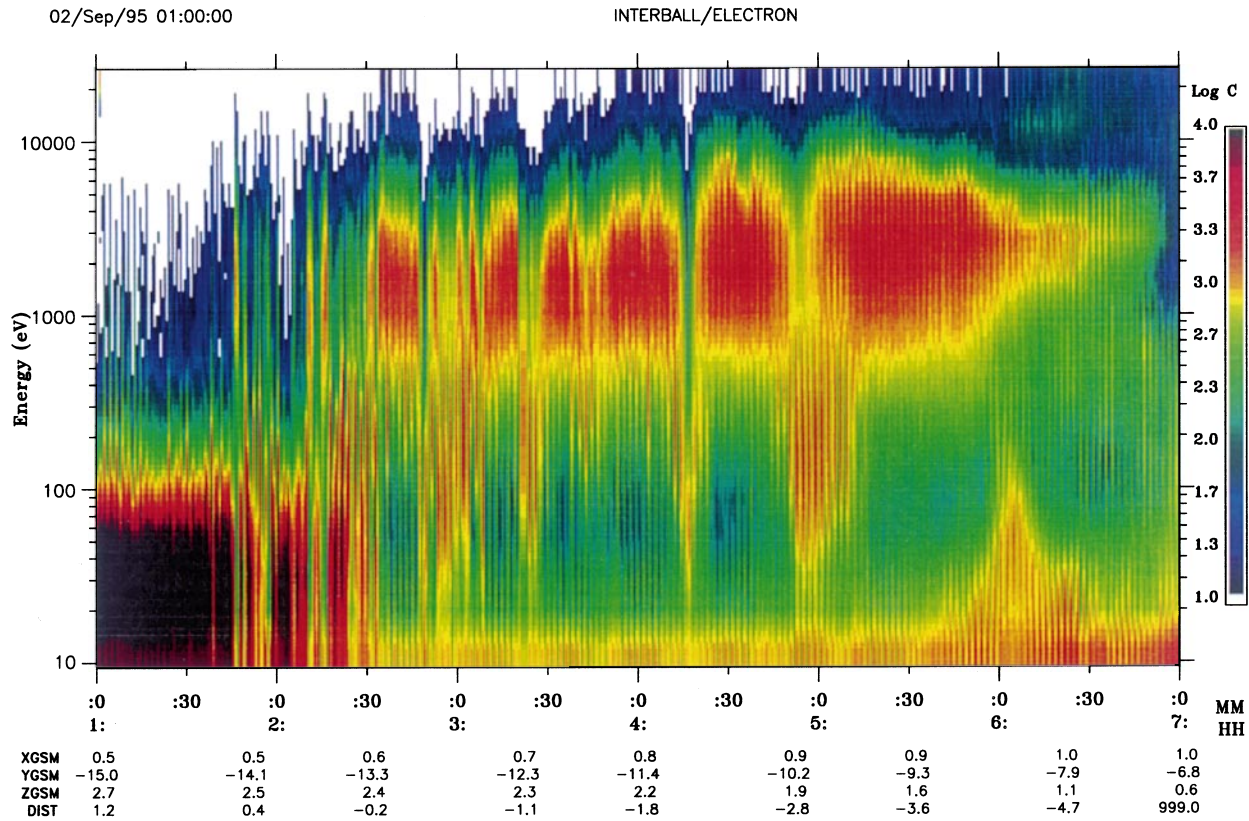 02/Sep/95 01:00:00 INTERBALL/ELECTRON
Log C
4.0
10000
3.7
3.3
3.0
1000
2.7
Energy (eV)
2.3
2.0
100
1.7
1.3
1.0
10
:0 :30 :0 :30 :0 :30 :0 :30 :0 :30 :0 :30 :0 MM
1: 2: 3: 4: 5: 6: 7: HH
XGSM 0.5 0.5 0.6 0.7 0.8 0.9 0.9 1.0 1.0
YGSM −15.0 −14.1 −13.3 −12.3 −11.4 −10.2 −9.3 −7.9 −6.8
ZGSM 2.7 2.5 2.4 2.3 2.2 1.9 1.6 1.1 0.6
DIST 1.2 0.4 −0.2 −1.1 −1.8 −2.8 −3.6 −4.7 999.0